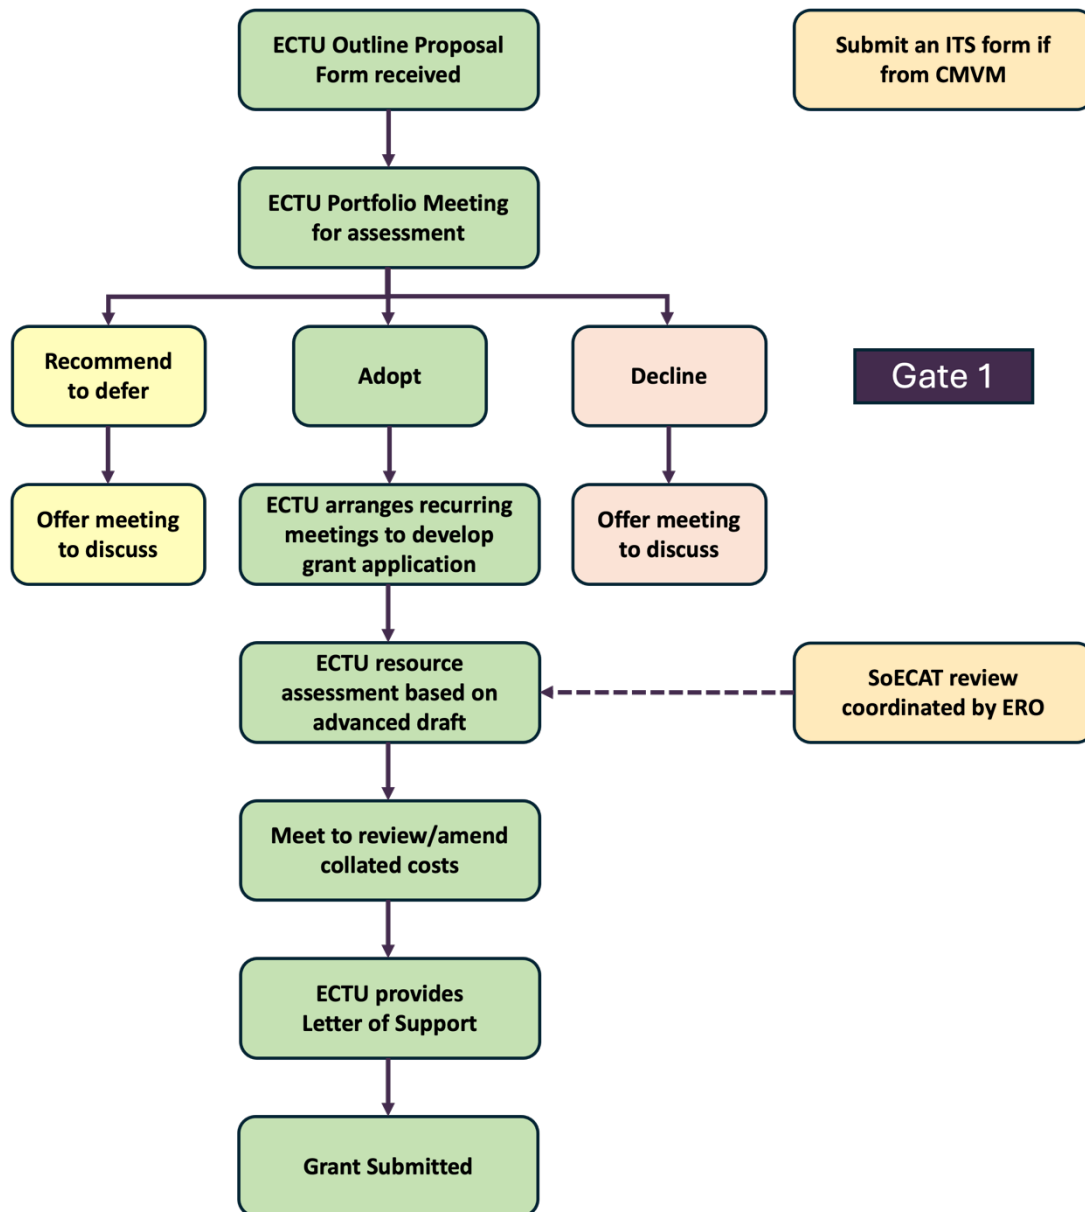 ECTU Outline Proposal
Form received
Submit an ITS form if
from CMVM
ECTU Portfolio Meeting
for assessment
Recommend
to defer
Adopt
Decline
Gate 1
Offer meeting
to discuss
ECTU arranges recurring
meetings to develop
grant application
Offer meeting
to discuss
ECTU resource
assessment based on
advanced draft
SoECAT review
coordinated by ERO
Meet to review/amend
collated costs
ECTU provides
Letter of Support
Grant Submitted